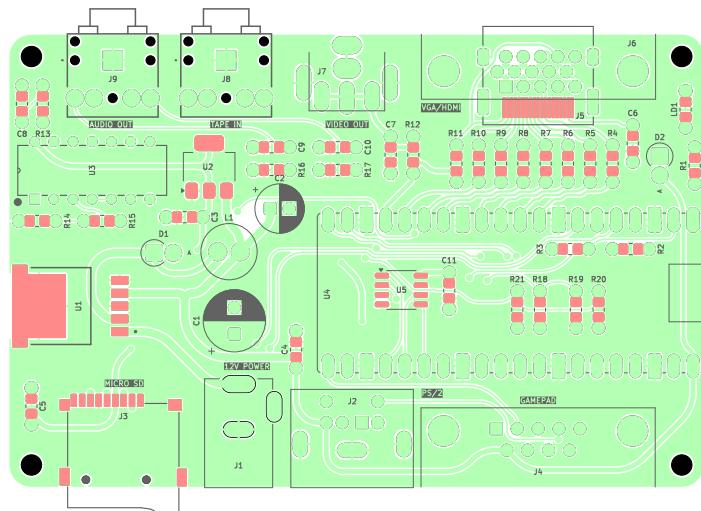 J9
J8
J7
J6
J5
VGA/HDMI
LD1
C8
R13
AUDIO OUT
TAPE IN
VIDEO OUT
C7
R12
C6
D2
R11
R10
R9
R8
R7
R6
R5
R4
R1
A
U3
U2
C9
C10
R16
R17
C2
+
R14
R15
C3
L1
D1
A
R3
R2
U1
U4
U5
C11
R21
R18
R19
R20
C1
+
C4
12V POWER
MICRO SD
C5
J3
J1
J2
PS/2
GAMEPAD
J4